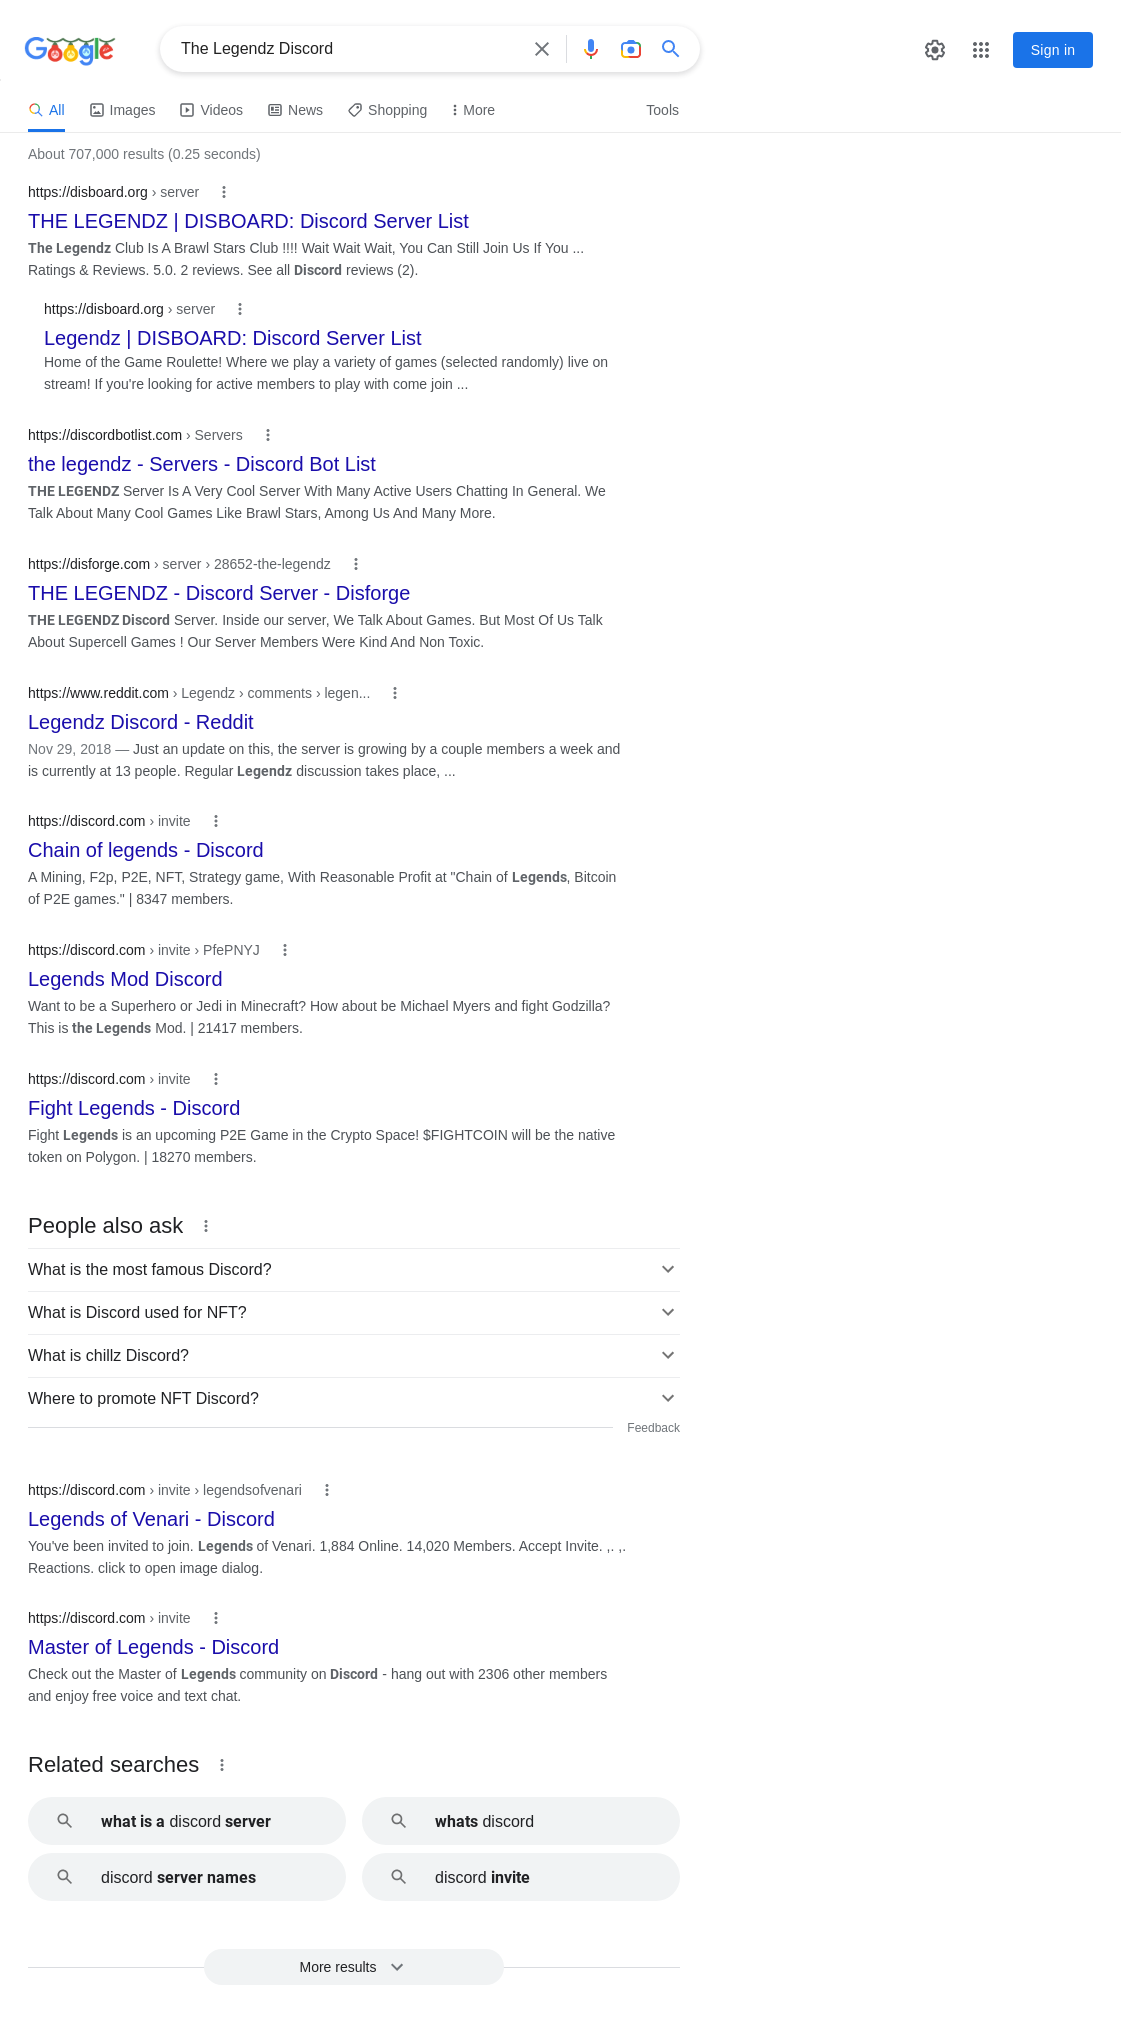 Google
The Legendz Discord
Sign in
All Images Videos News Shopping More Tools
About 707,000 results (0.25 seconds)
https://disboard.org › server
THE LEGENDZ | DISBOARD: Discord Server List
The Legendz Club Is A Brawl Stars Club !!!! Wait Wait Wait, You Can Still Join Us If You ...
Ratings & Reviews. 5.0. 2 reviews. See all Discord reviews (2).
https://disboard.org › server
Legendz | DISBOARD: Discord Server List
Home of the Game Roulette! Where we play a variety of games (selected randomly) live on
stream! If you're looking for active members to play with come join ...
https://discordbotlist.com › Servers
the legendz - Servers - Discord Bot List
THE LEGENDZ Server Is A Very Cool Server With Many Active Users Chatting In General. We
Talk About Many Cool Games Like Brawl Stars, Among Us And Many More.
https://disforge.com › server › 28652-the-legendz
THE LEGENDZ - Discord Server - Disforge
THE LEGENDZ Discord Server. Inside our server, We Talk About Games. But Most Of Us Talk
About Supercell Games ! Our Server Members Were Kind And Non Toxic.
https://www.reddit.com › Legendz › comments › legen...
Legendz Discord - Reddit
Nov 29, 2018 — Just an update on this, the server is growing by a couple members a week and
is currently at 13 people. Regular Legendz discussion takes place, ...
https://discord.com › invite
Chain of legends - Discord
A Mining, F2p, P2E, NFT, Strategy game, With Reasonable Profit at "Chain of Legends, Bitcoin
of P2E games." | 8347 members.
https://discord.com › invite › PfePNYJ
Legends Mod Discord
Want to be a Superhero or Jedi in Minecraft? How about be Michael Myers and fight Godzilla?
This is the Legends Mod. | 21417 members.
https://discord.com › invite
Fight Legends - Discord
Fight Legends is an upcoming P2E Game in the Crypto Space! $FIGHTCOIN will be the native
token on Polygon. | 18270 members.
People also ask
What is the most famous Discord?
What is Discord used for NFT?
What is chillz Discord?
Where to promote NFT Discord?
Feedback
https://discord.com › invite › legendsofvenari
Legends of Venari - Discord
You've been invited to join. Legends of Venari. 1,884 Online. 14,020 Members. Accept Invite. ,. ,.
Reactions. click to open image dialog.
https://discord.com › invite
Master of Legends - Discord
Check out the Master of Legends community on Discord - hang out with 2306 other members
and enjoy free voice and text chat.
Related searches
what is a discord server
whats discord
discord server names
discord invite
More results